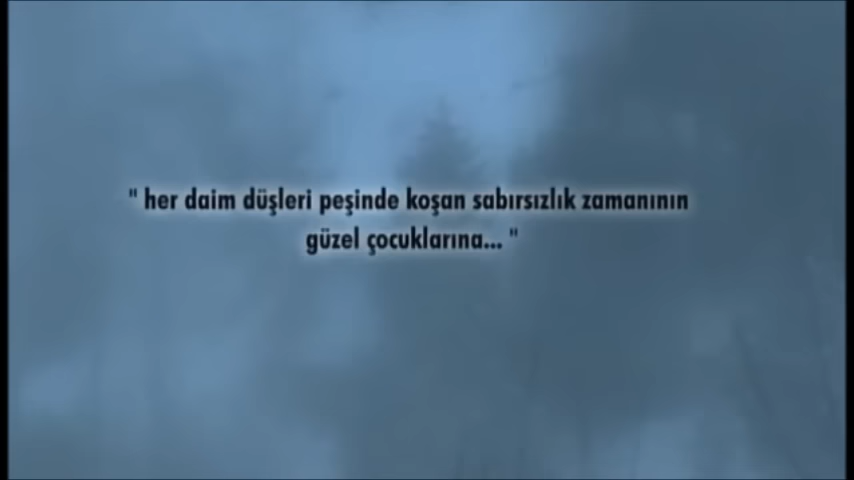 " her daim düşleri peşinde koşan sabırsızlık zamanının
güzel çocuklarına... "